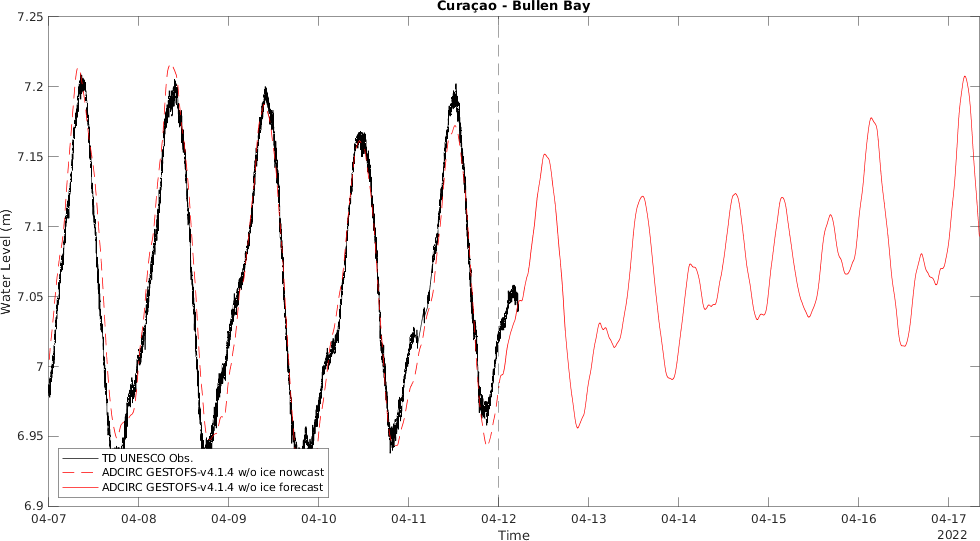 Curaçao - Bullen Bay
7.25
7.2
7.15
7.1
7.05
7
6.95
6.9
Water Level (m)
TD UNESCO Obs.
ADCIRC GESTOFS-v4.1.4 w/o ice nowcast
ADCIRC GESTOFS-v4.1.4 w/o ice forecast
04-07 04-08 04-09 04-10 04-11 04-12 04-13 04-14 04-15 04-16 04-17
Time 2022